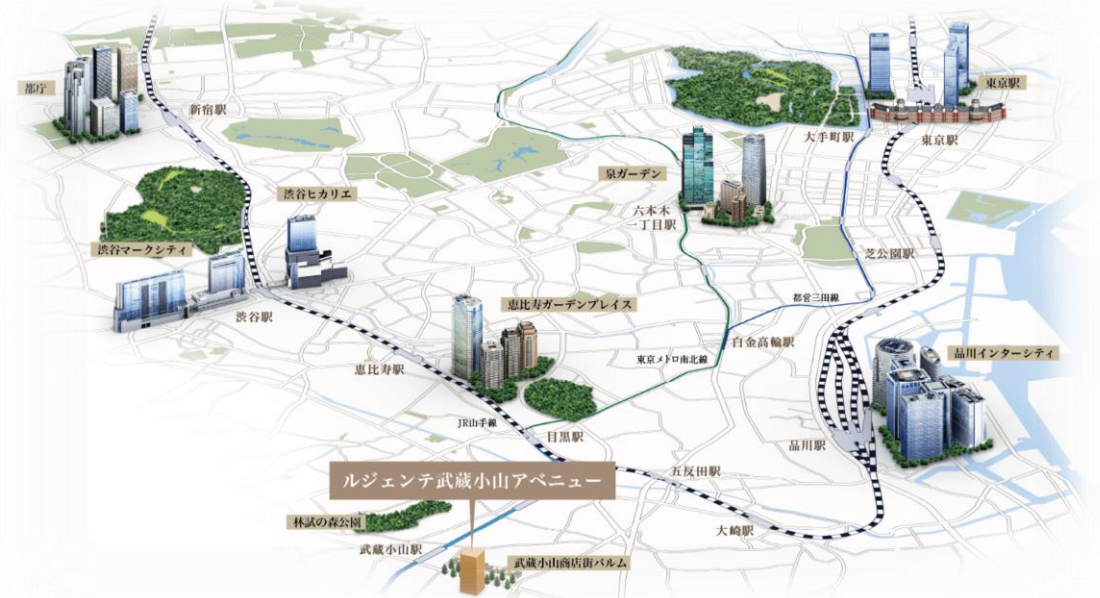 都庁
新宿駅
東京駅
大手町駅
東京駅
泉ガーデン
六本木
一丁目駅
渋谷ヒカリエ
渋谷マークシティ
芝公園駅
都営三田線
渋谷駅
恵比寿ガーデンプレイス
白金高輪駅
東京メトロ南北線
品川インターシティ
恵比寿駅
JR山手線
目黒駅
品川駅
五反田駅
ルジェンテ武蔵小山アベニュー
林試の森公園
大崎駅
武蔵小山駅
武蔵小山商店街パルム